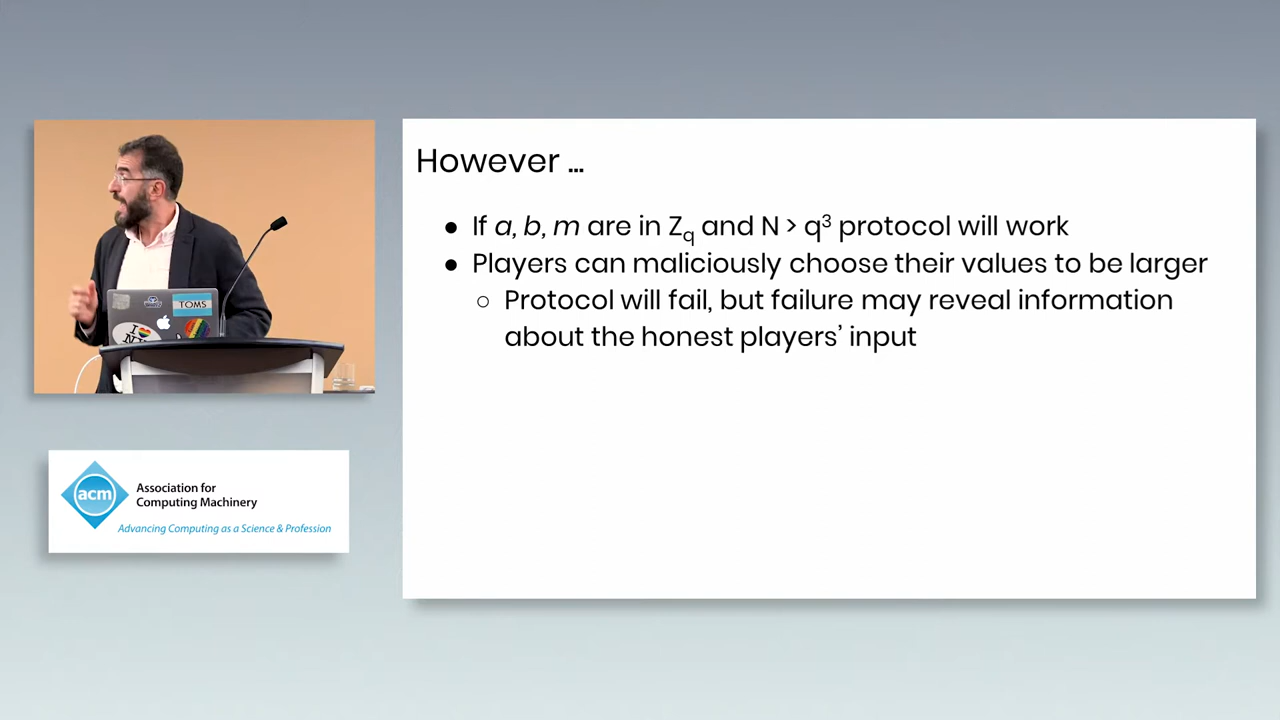 However ...
● If a, b, m are in Zq and N > q³ protocol will work
● Players can maliciously choose their values to be larger
○ Protocol will fail, but failure may reveal information
about the honest players’ input
TOMS
I
acm
Association for
Computing Machinery
Advancing Computing as a Science & Profession